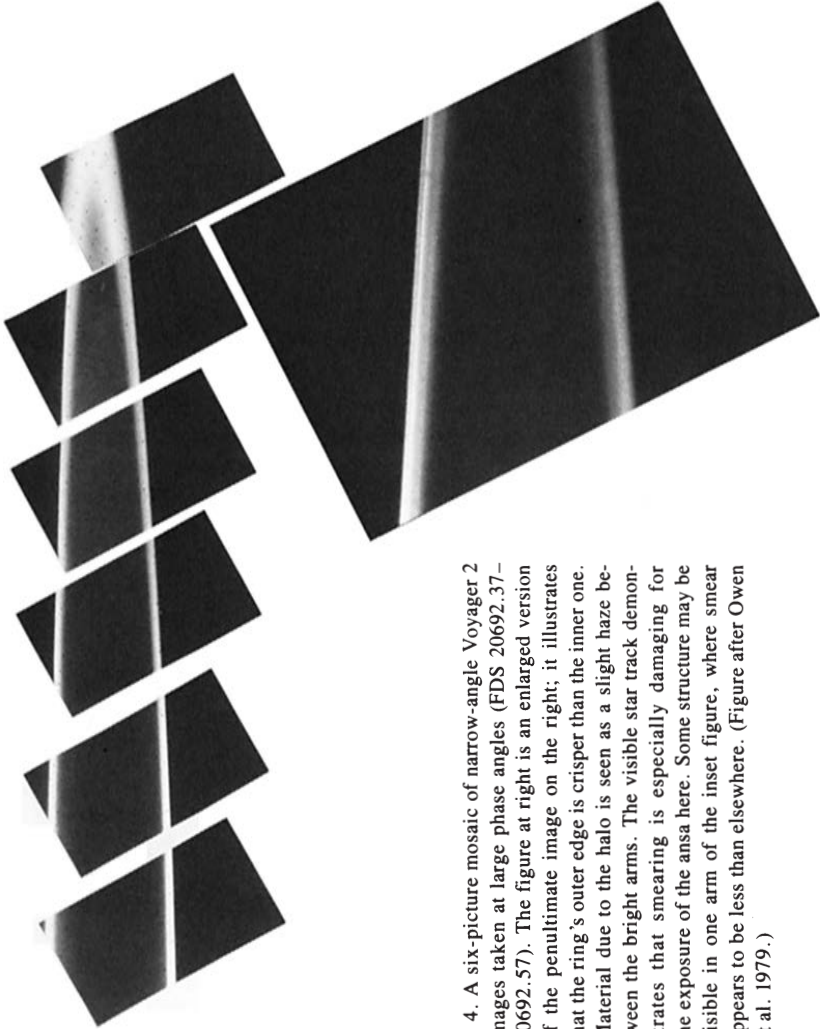 4. A six-picture mosaic of narrow-angle Voyager 2
nages taken at large phase angles (FDS 20692.37–
0692.57). The figure at right is an enlarged version
f the penultimate image on the right; it illustrates
hat the ring's outer edge is crisper than the inner one.
laterial due to the halo is seen as a slight haze be-
ween the bright arms. The visible star track demon-
rates that smearing is especially damaging for
ne exposure of the ansa here. Some structure may be
isible in one arm of the inset figure, where smear
ppears to be less than elsewhere. (Figure after Owen
t al. 1979.)